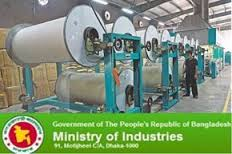 Government of The People's Republic of Bangladesh
Ministry of Industries
91, Motijheel C/A, Dhaka-1000